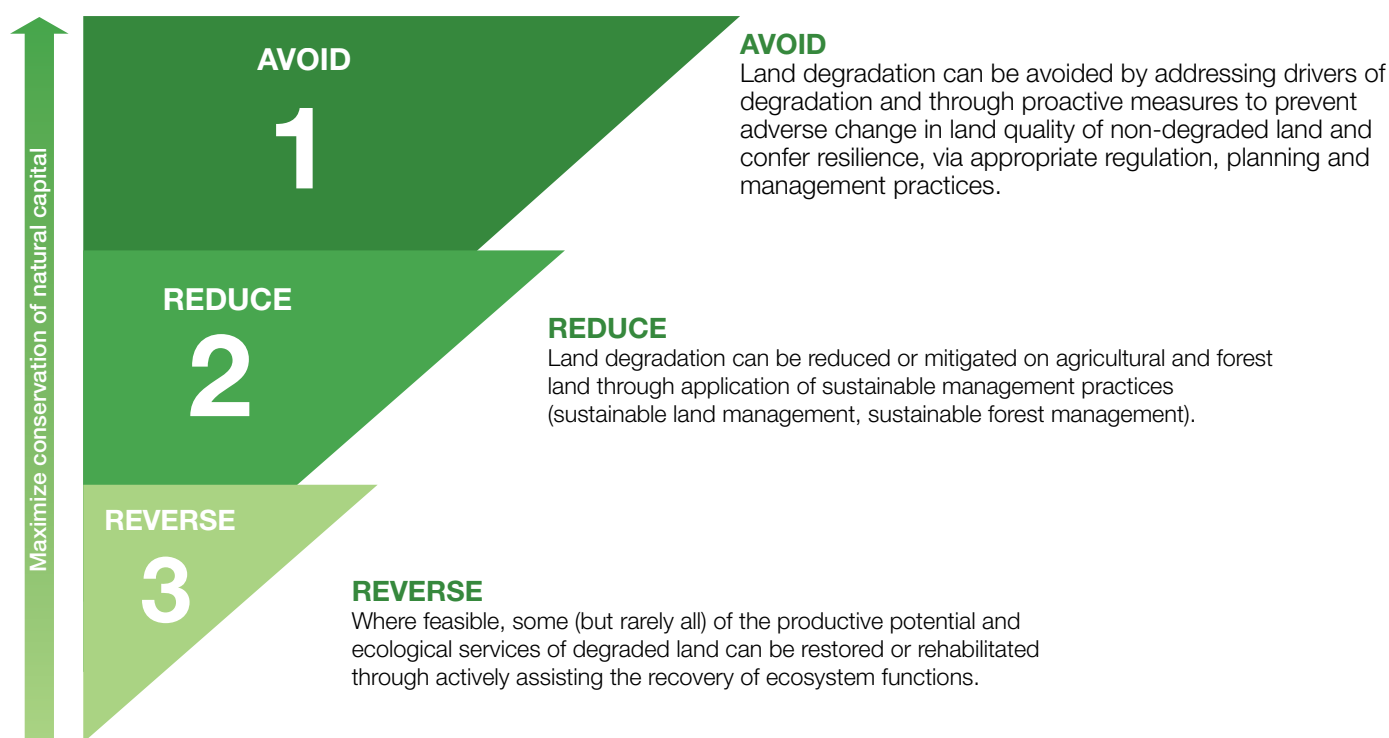 Maximize conservation of natural capital
AVOID
1
AVOID
Land degradation can be avoided by addressing drivers of
degradation and through proactive measures to prevent
adverse change in land quality of non-degraded land and
confer resilience, via appropriate regulation, planning and
management practices.
REDUCE
2
REDUCE
Land degradation can be reduced or mitigated on agricultural and forest
land through application of sustainable management practices
(sustainable land management, sustainable forest management).
REVERSE
3
REVERSE
Where feasible, some (but rarely all) of the productive potential and
ecological services of degraded land can be restored or rehabilitated
through actively assisting the recovery of ecosystem functions.